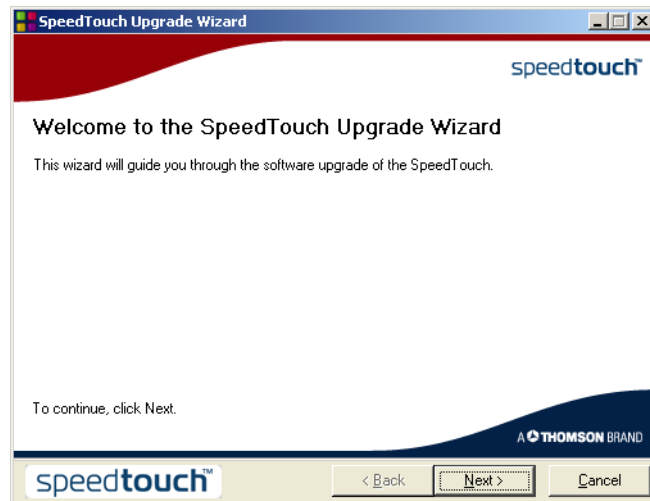 SpeedTouch Upgrade Wizard
speedtouch™
Welcome to the SpeedTouch Upgrade Wizard
This wizard will guide you through the software upgrade of the SpeedTouch.
To continue, click Next.
A THOMSON BRAND
speedtouch™
< Back
Next >
Cancel